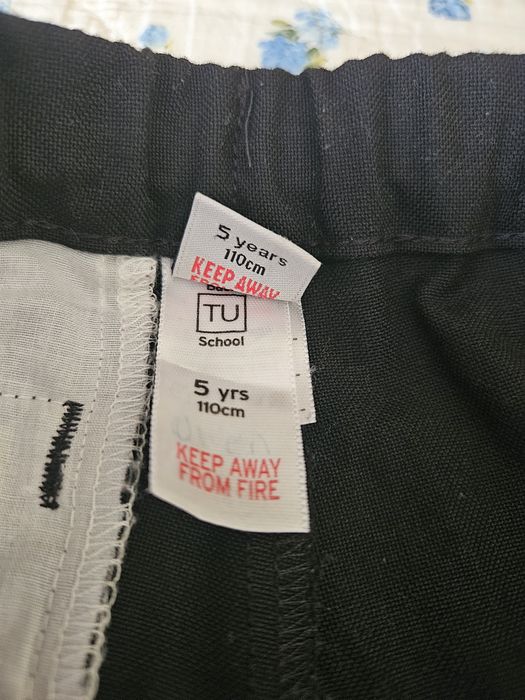 5 years
110cm
KEEP AWAY
TU
School
5 yrs
110cm
KEEP AWAY
FROM FIRE